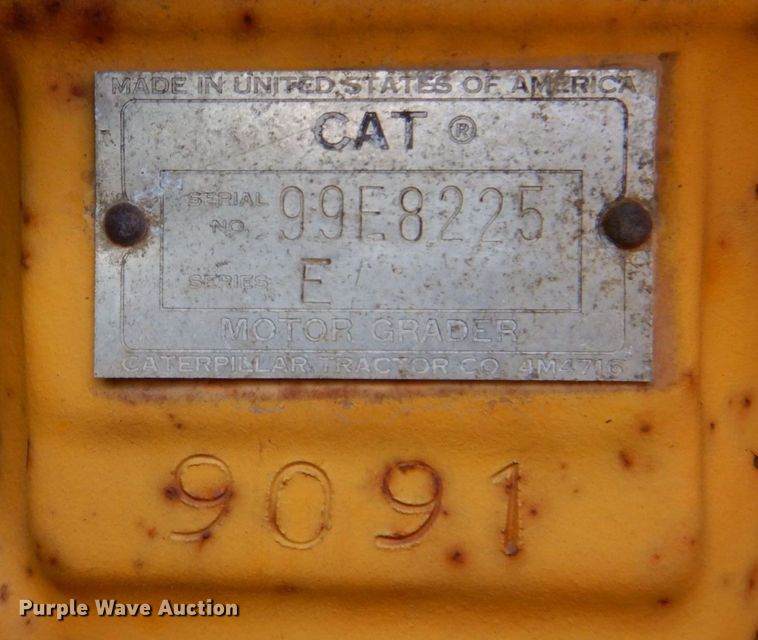 MADE IN UNITED STATES OF AMERICA
CAT ®
SERIAL NO. 99E8225
SERIES E
MOTOR GRADER
CATERPILLAR TRACTOR CO. 4M4715
9091
Purple Wave Auction